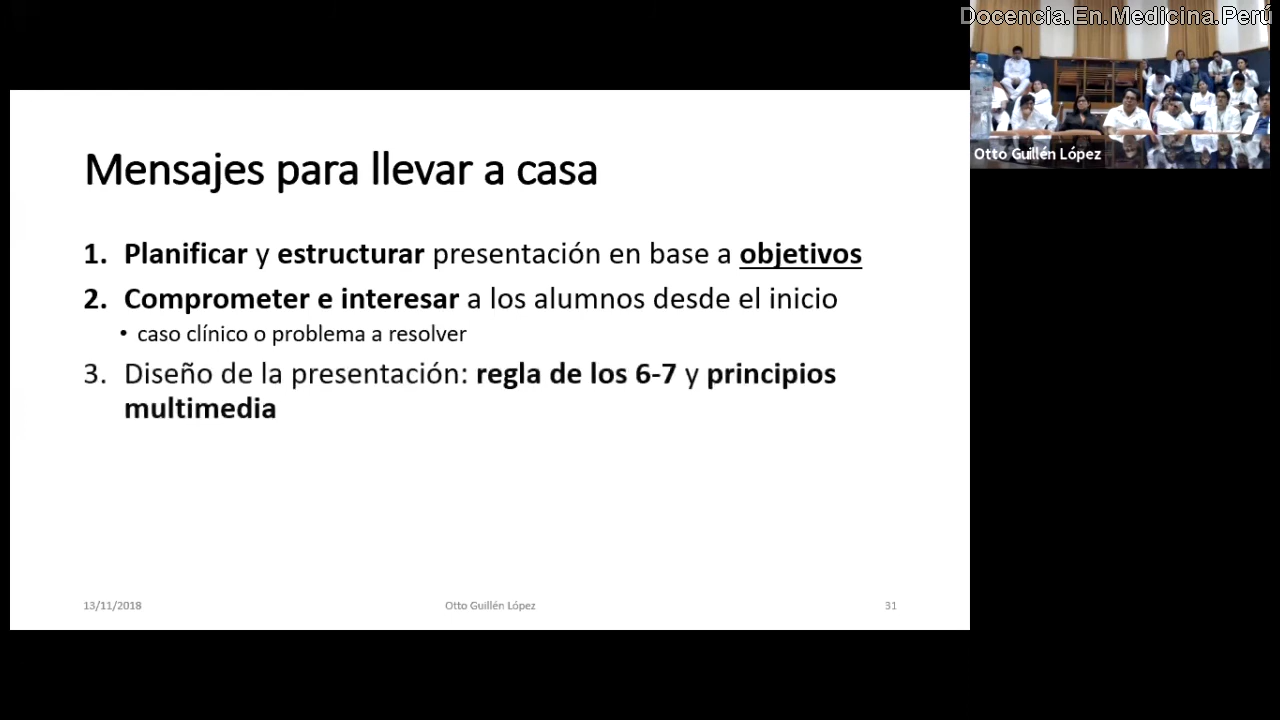 Docencia.En.Medicina.Perú
Otto Guillén López
Mensajes para llevar a casa
1. Planificar y estructurar presentación en base a objetivos
2. Comprometer e interesar a los alumnos desde el inicio
• caso clínico o problema a resolver
3. Diseño de la presentación: regla de los 6-7 y principios
multimedia
13/11/2018
Otto Guillén López
31